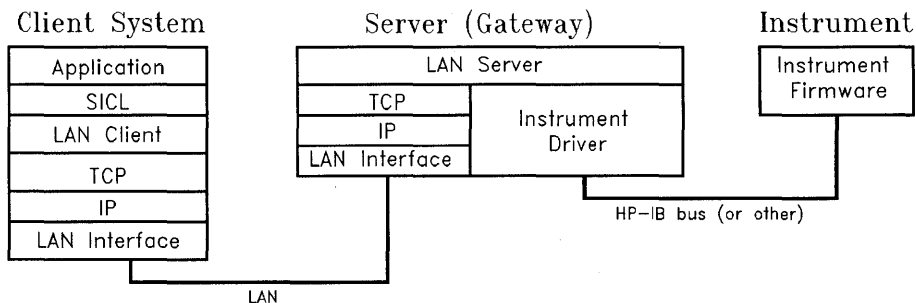 Client System
Application
SICL
LAN Client
TCP
IP
LAN Interface
Server (Gateway)
LAN Server
TCP
IP
LAN Interface
Instrument
Driver
Instrument
Instrument
Firmware
HP-IB bus (or other)
LAN